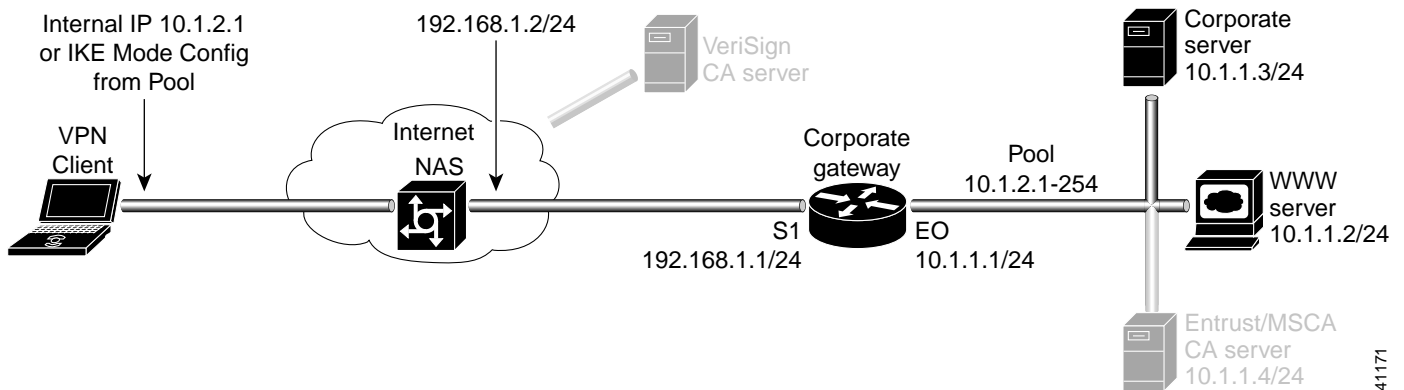 Internal IP 10.1.2.1
or IKE Mode Config
from Pool
192.168.1.2/24
VeriSign
CA server
Corporate
server
10.1.1.3/24
VPN
Client
Internet
NAS
Corporate
gateway
Pool
10.1.2.1-254
WWW
server
10.1.1.2/24
S1
192.168.1.1/24
EO
10.1.1.1/24
Entrust/MSCA
CA server
10.1.1.4/24
41171